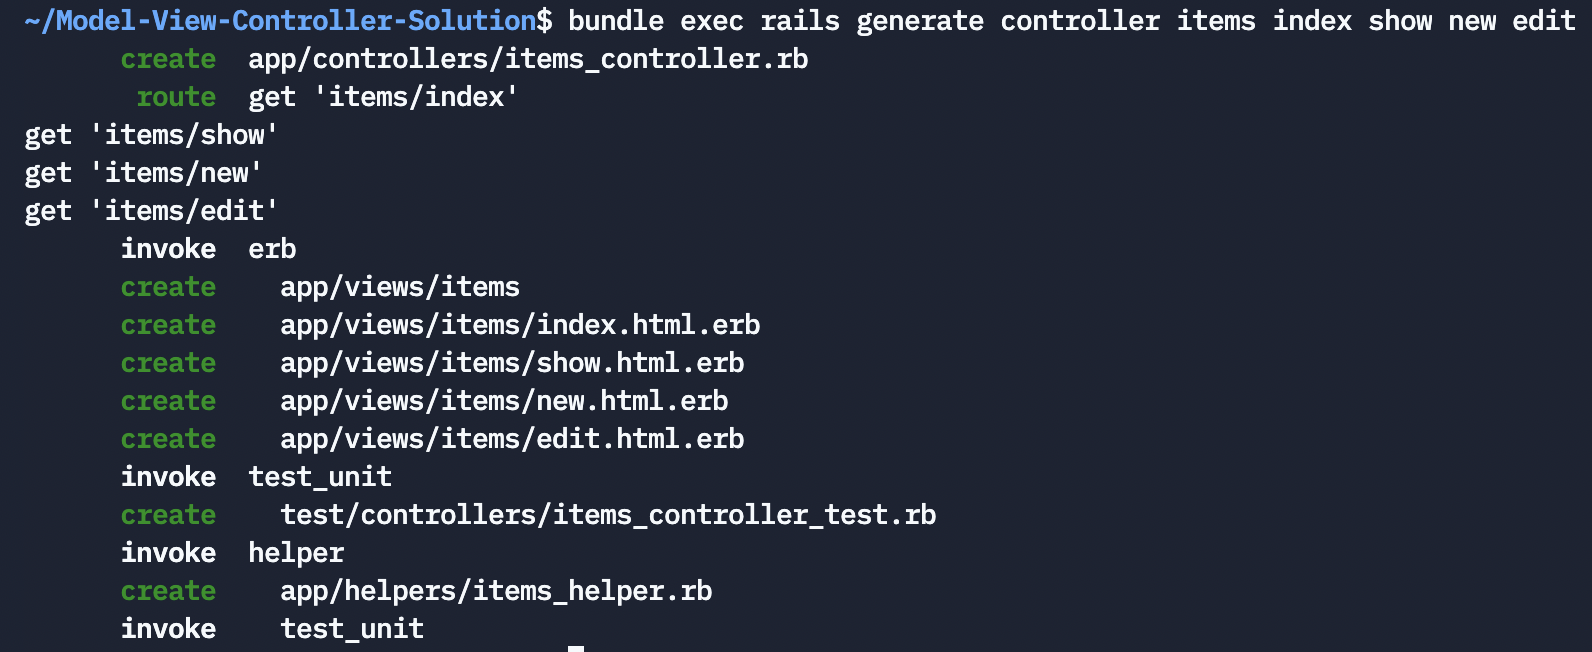 ~/Model-View-Controller-Solution$ bundle exec rails generate controller items index show new edit
create app/controllers/items_controller.rb
route get 'items/index'
get 'items/show'
get 'items/new'
get 'items/edit'
invoke erb
create app/views/items
create app/views/items/index.html.erb
create app/views/items/show.html.erb
create app/views/items/new.html.erb
create app/views/items/edit.html.erb
invoke test_unit
create test/controllers/items_controller_test.rb
invoke helper
create app/helpers/items_helper.rb
invoke test_unit